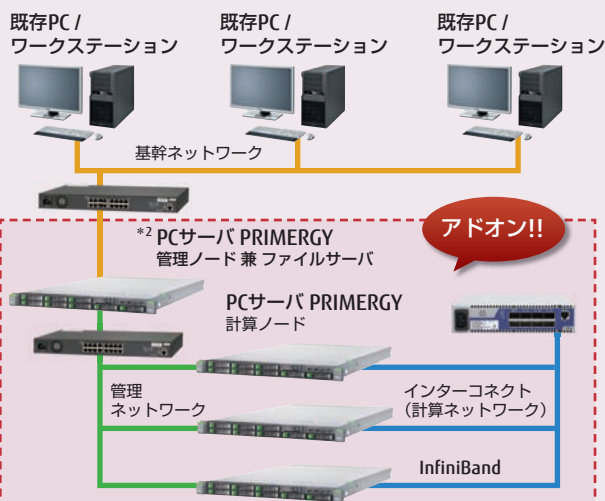 既存PC /
ワークステーション
既存PC /
ワークステーション
既存PC /
ワークステーション
基幹ネットワーク
アドオン!!
*2 PCサーバ PRIMERGY
管理ノード 兼 ファイルサーバ
PCサーバ PRIMERGY
計算ノード
管理
ネットワーク
インターコネクト
（計算ネットワーク）
InfiniBand